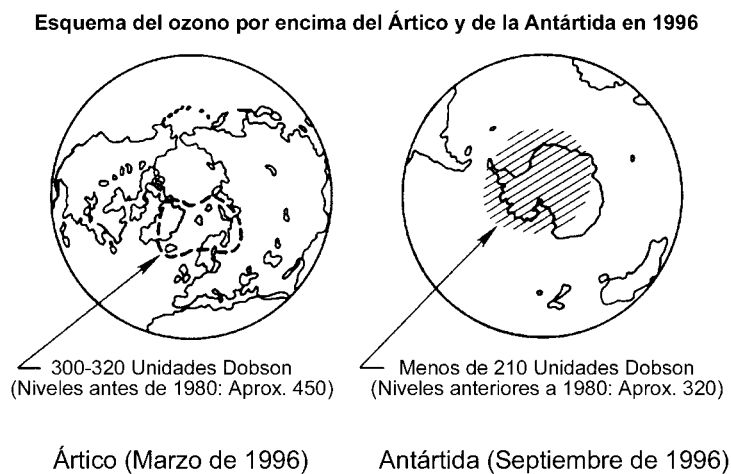 Esquema del ozono por encima del Ártico y de la Antártida en 1996
300-320 Unidades Dobson
(Niveles antes de 1980: Aprox. 450)
Ártico (Marzo de 1996)
Menos de 210 Unidades Dobson
(Niveles anteriores a 1980: Aprox. 320)
Antártida (Septiembre de 1996)